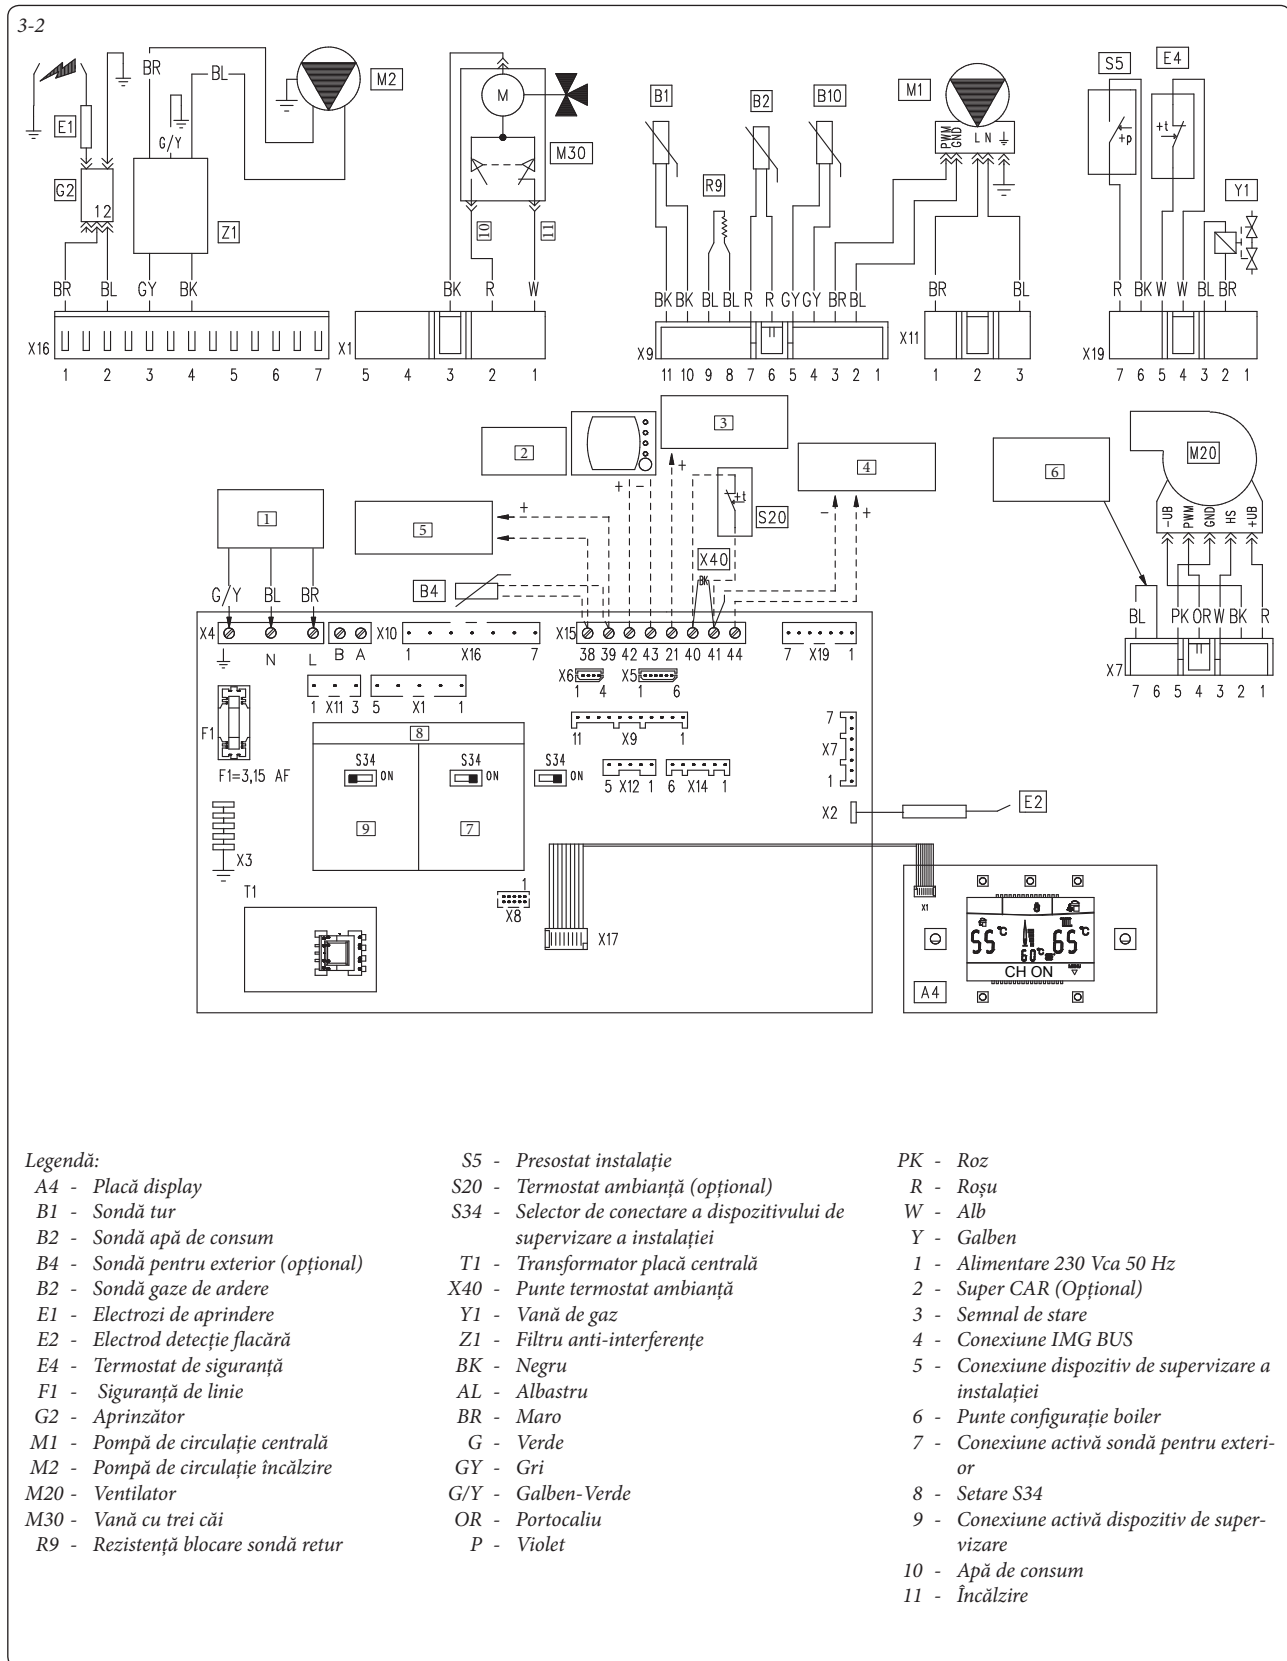 3-2
E1
G2
1 2
BR
G/Y
BL
M2
Z1
BR BL GY BK
X16
1 2 3 4 5 6 7
M
M30
10
11
BK R W
X1
5 4 3 2 1
B1
R9
B2
B10
BK BK BL BL R R GY GY BR BL
X9
11 10 9 8 7 6 5 4 3 2 1
M1
PWM
GND
L N
BR BL
X11
1 2 3
S5
+p
E4
+t
Y1
R BK W W BL BR
X19
7 6 5 4 3 2 1
1
2
3
4
5
6
+ -
+
- +
+
+t
S20
X40
BK
B4
M20
-UB
PWM
GND
HS
+UB
BL PK OR W BK R
X7
7 6 5 4 3 2 1
G/Y BL BR
X4
N L B A
X10
1 X16 7
X15
38 39 42 43 21 40 41 44
7 X19 1
X6
1 4
X5
1 6
1 X11 3
5 X1 1
F1
F1=3,15 AF
8
S34
ON
S34
ON
S34
ON
9
7
11 X9 1
5 X12 1
6 X14 1
7
X7
1
X2
E2
X3
T1
1
X8
X17
X1
55 °C
60 °C
65 °C
CH ON
MENU
A4
Legendă:
A4 - Placă display
B1 - Sondă tur
B2 - Sondă apă de consum
B4 - Sondă pentru exterior (opțional)
B2 - Sondă gaze de ardere
E1 - Electrozi de aprindere
E2 - Electrod detecție flacără
E4 - Termostat de siguranță
F1 - Siguranță de linie
G2 - Aprinzător
M1 - Pompă de circulație centrală
M2 - Pompă de circulație încălzire
M20 - Ventilator
M30 - Vană cu trei căi
R9 - Rezistență blocare sondă retur
S5 - Presostat instalație
S20 - Termostat ambianță (opțional)
S34 - Selector de conectare a dispozitivului de
supervizare a instalației
T1 - Transformator placă centrală
X40 - Punte termostat ambianță
Y1 - Vană de gaz
Z1 - Filtru anti-interferențe
BK - Negru
AL - Albastru
BR - Maro
G - Verde
GY - Gri
G/Y - Galben-Verde
OR - Portocaliu
P - Violet
PK - Roz
R - Roșu
W - Alb
Y - Galben
1 - Alimentare 230 Vca 50 Hz
2 - Super CAR (Opțional)
3 - Semnal de stare
4 - Conexiune IMG BUS
5 - Conexiune dispozitiv de supervizare a
instalației
6 - Punte configurație boiler
7 - Conexiune activă sondă pentru exteri-
or
8 - Setare S34
9 - Conexiune activă dispozitiv de super-
vizare
10 - Apă de consum
11 - Încălzire